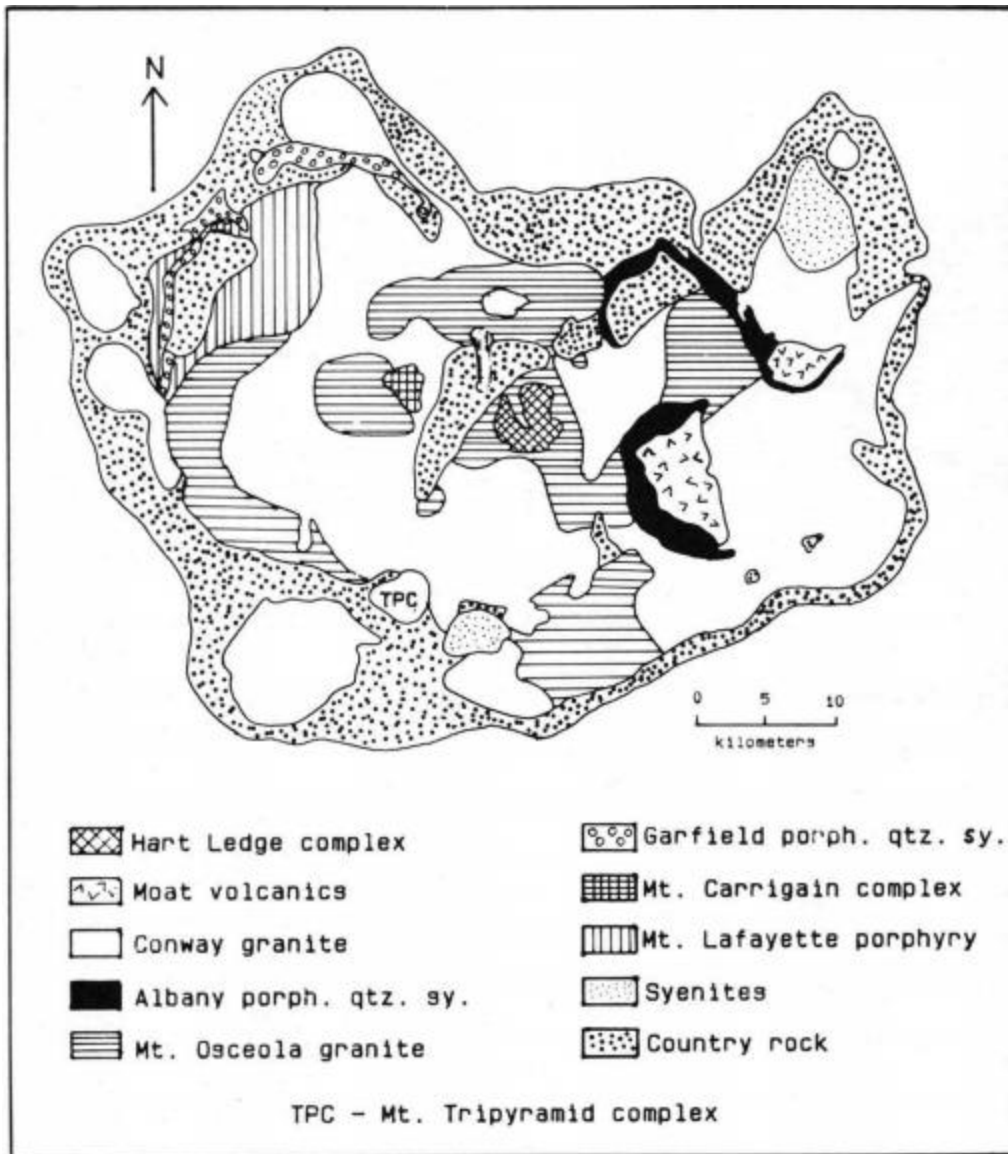 N
TPC
0 5 10
kilometers
Hart Ledge complex
Moat volcanics
Conway granite
Albany porph. qtz. sy.
Mt. Osceola granite
Garfield porph. qtz. sy.
Mt. Carrigain complex
Mt. Lafayette porphyry
Syenites
Country rock
TPC - Mt. Tripyramid complex